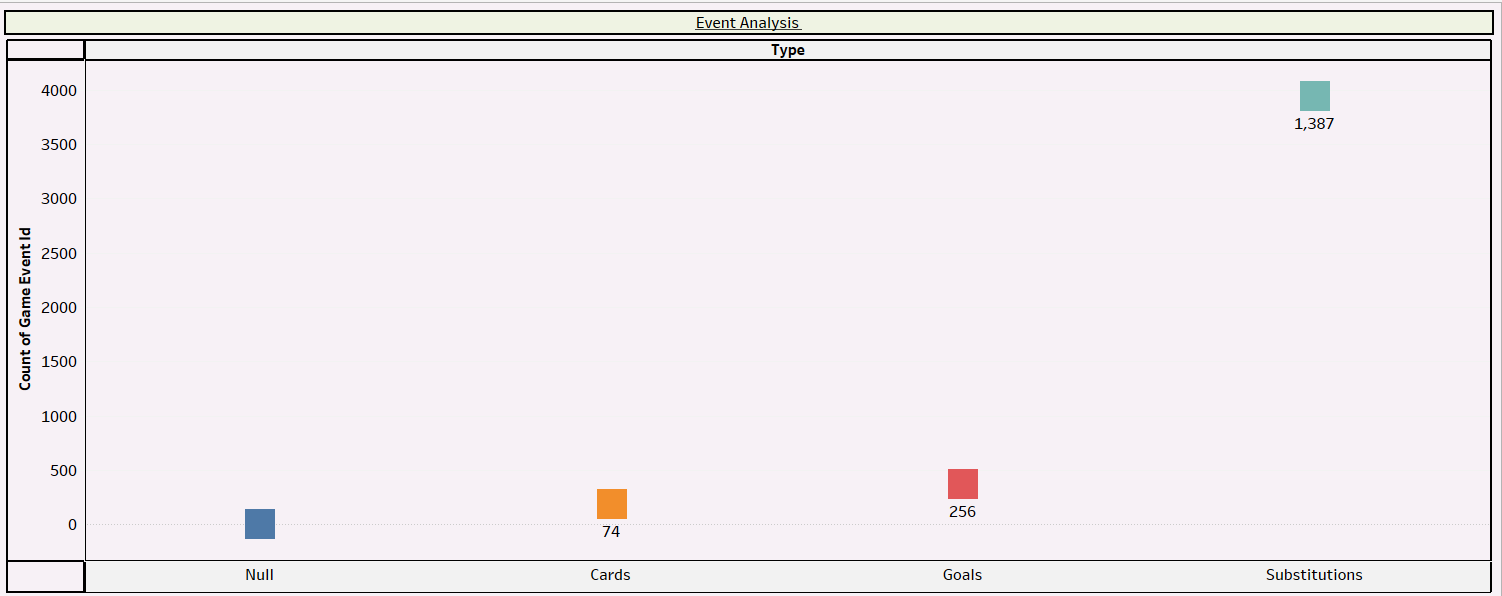 Event Analysis
Type
Count of Game Event Id
4000
3500
3000
2500
2000
1500
1000
500
0
1,387
256
74
Null
Cards
Goals
Substitutions